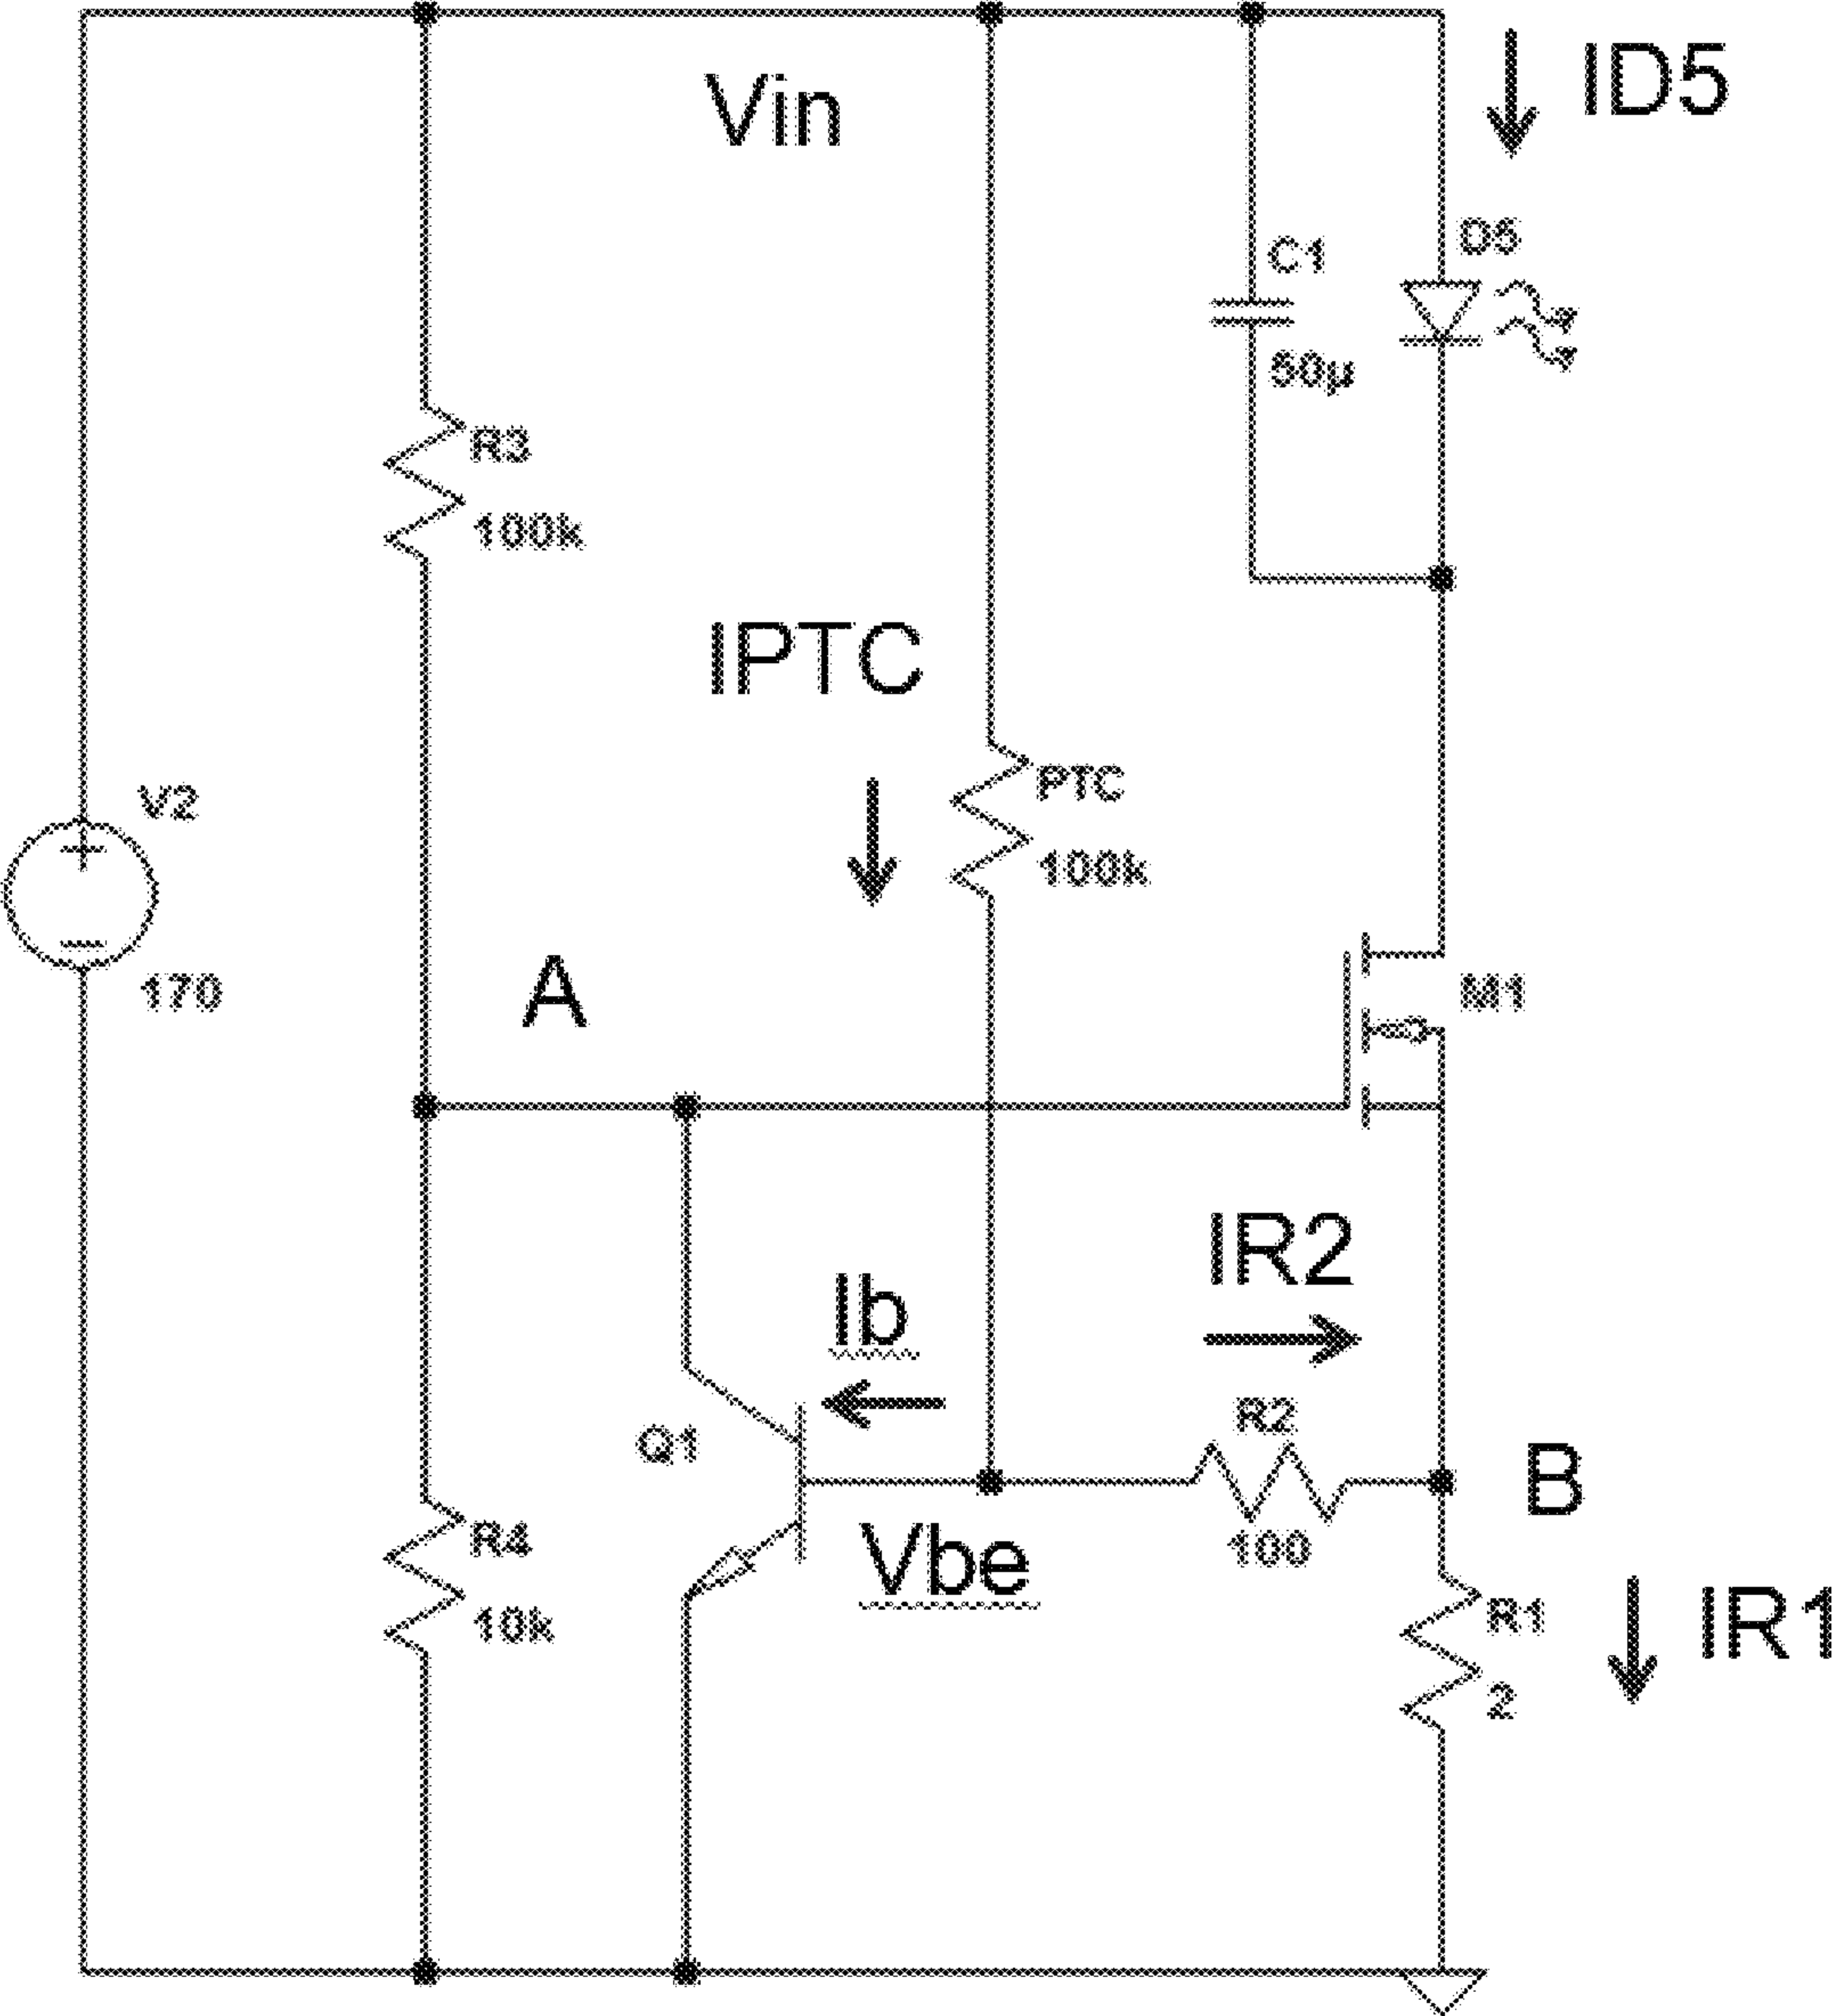 Vin
ID5
D5
C1
50µ
R3
100k
IPTC
PTC
100k
V2
170
A
M1
IR2
Ib
Q1
R2
100
B
Vbe
R4
10k
R1
2
IR1